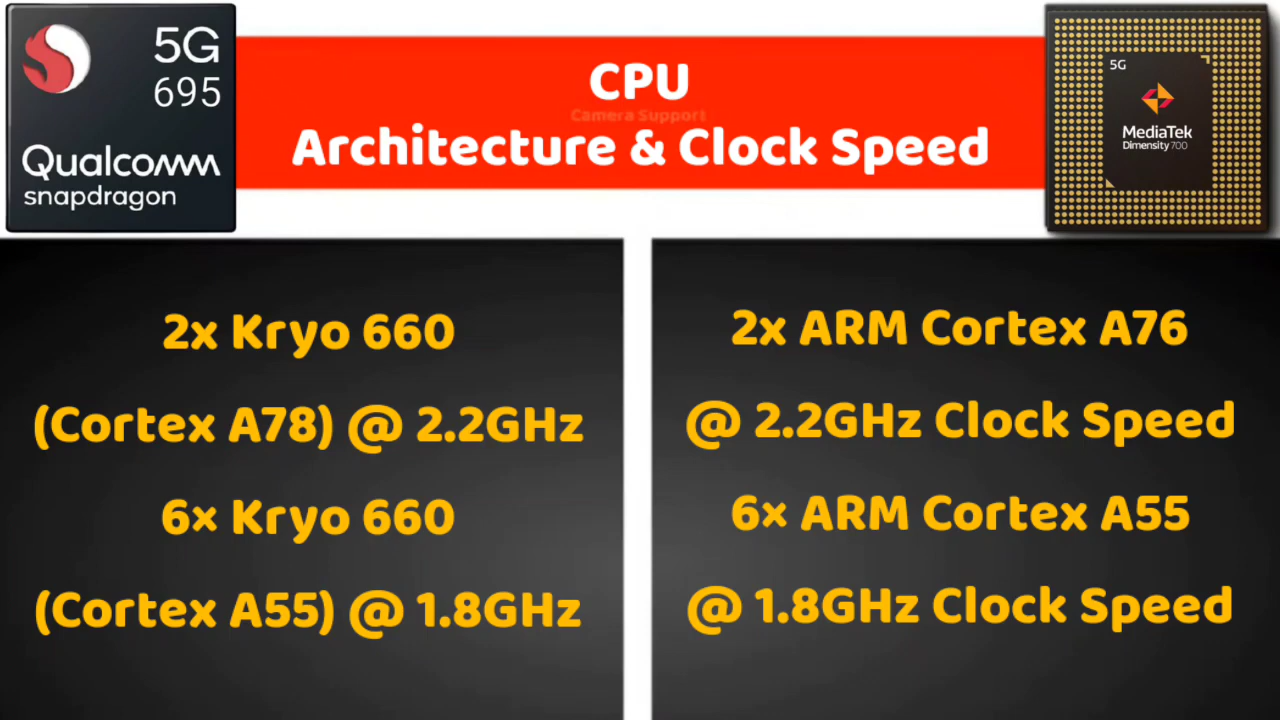 5G
695
Qualcomm
snapdragon
CPU
Camera Support
Architecture & Clock Speed
5G
MediaTek
Dimensity 700
2x Kryo 660
(Cortex A78) @ 2.2GHz
6x Kryo 660
(Cortex A55) @ 1.8GHz
2x ARM Cortex A76
@ 2.2GHz Clock Speed
6x ARM Cortex A55
@ 1.8GHz Clock Speed